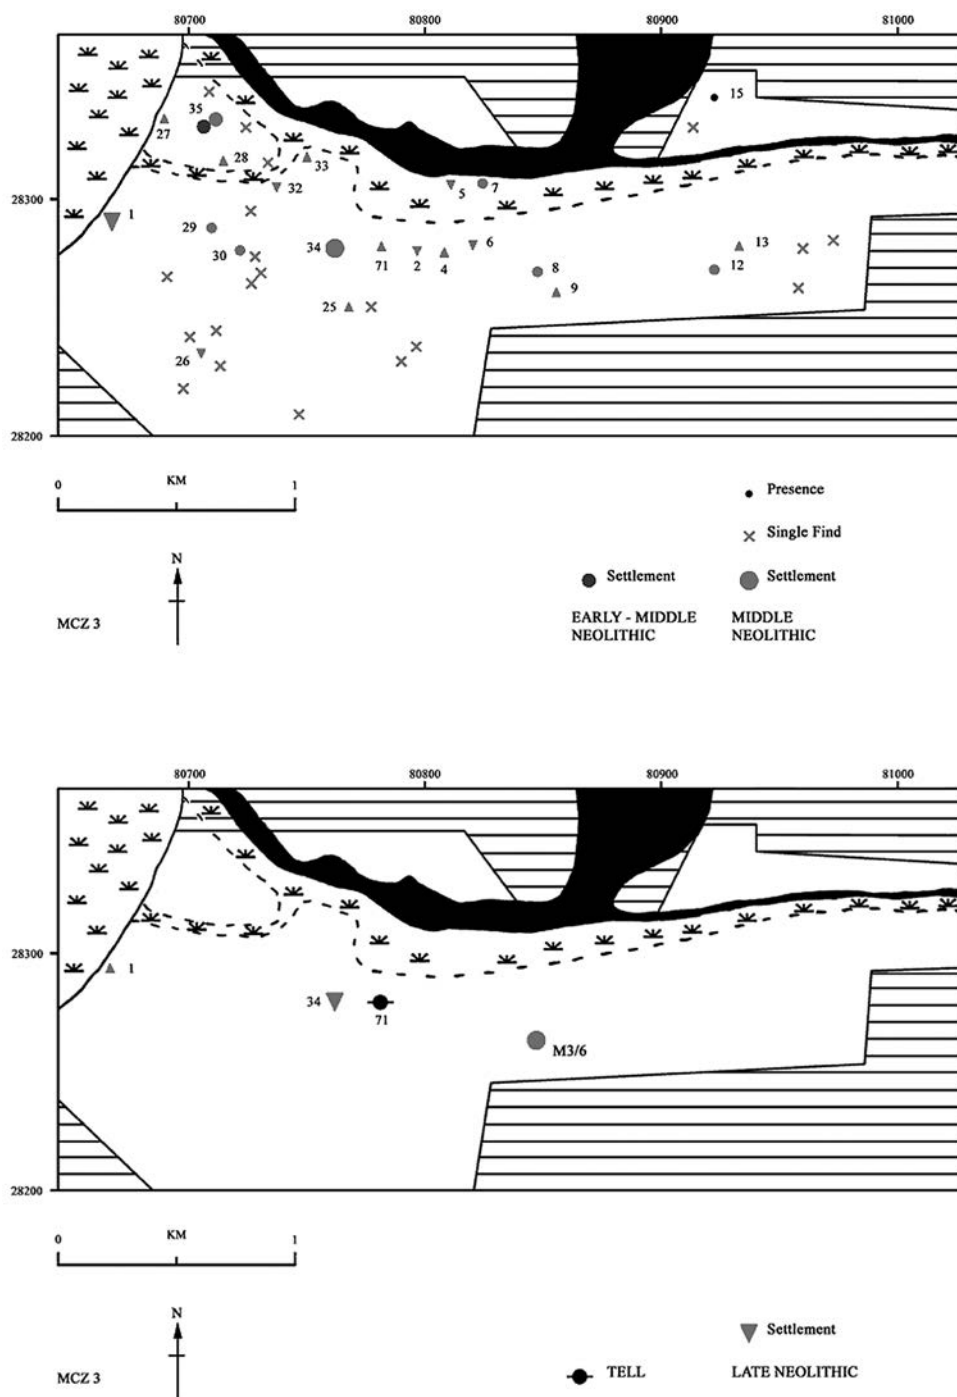 80700 80800 80900 81000
15
35
27
28 33
32 5 7
28300
1
29
34 6 13
30
71 2 4 8 12
9
25
26
28200
0 KM 1
Presence
Single Find
N
Settlement Settlement
MCZ 3 EARLY - MIDDLE NEOLITHIC MIDDLE NEOLITHIC
80700 80800 80900 81000
28300
1
34
71
M3/6
28200
0 KM 1
N
Settlement
MCZ 3 TELL LATE NEOLITHIC